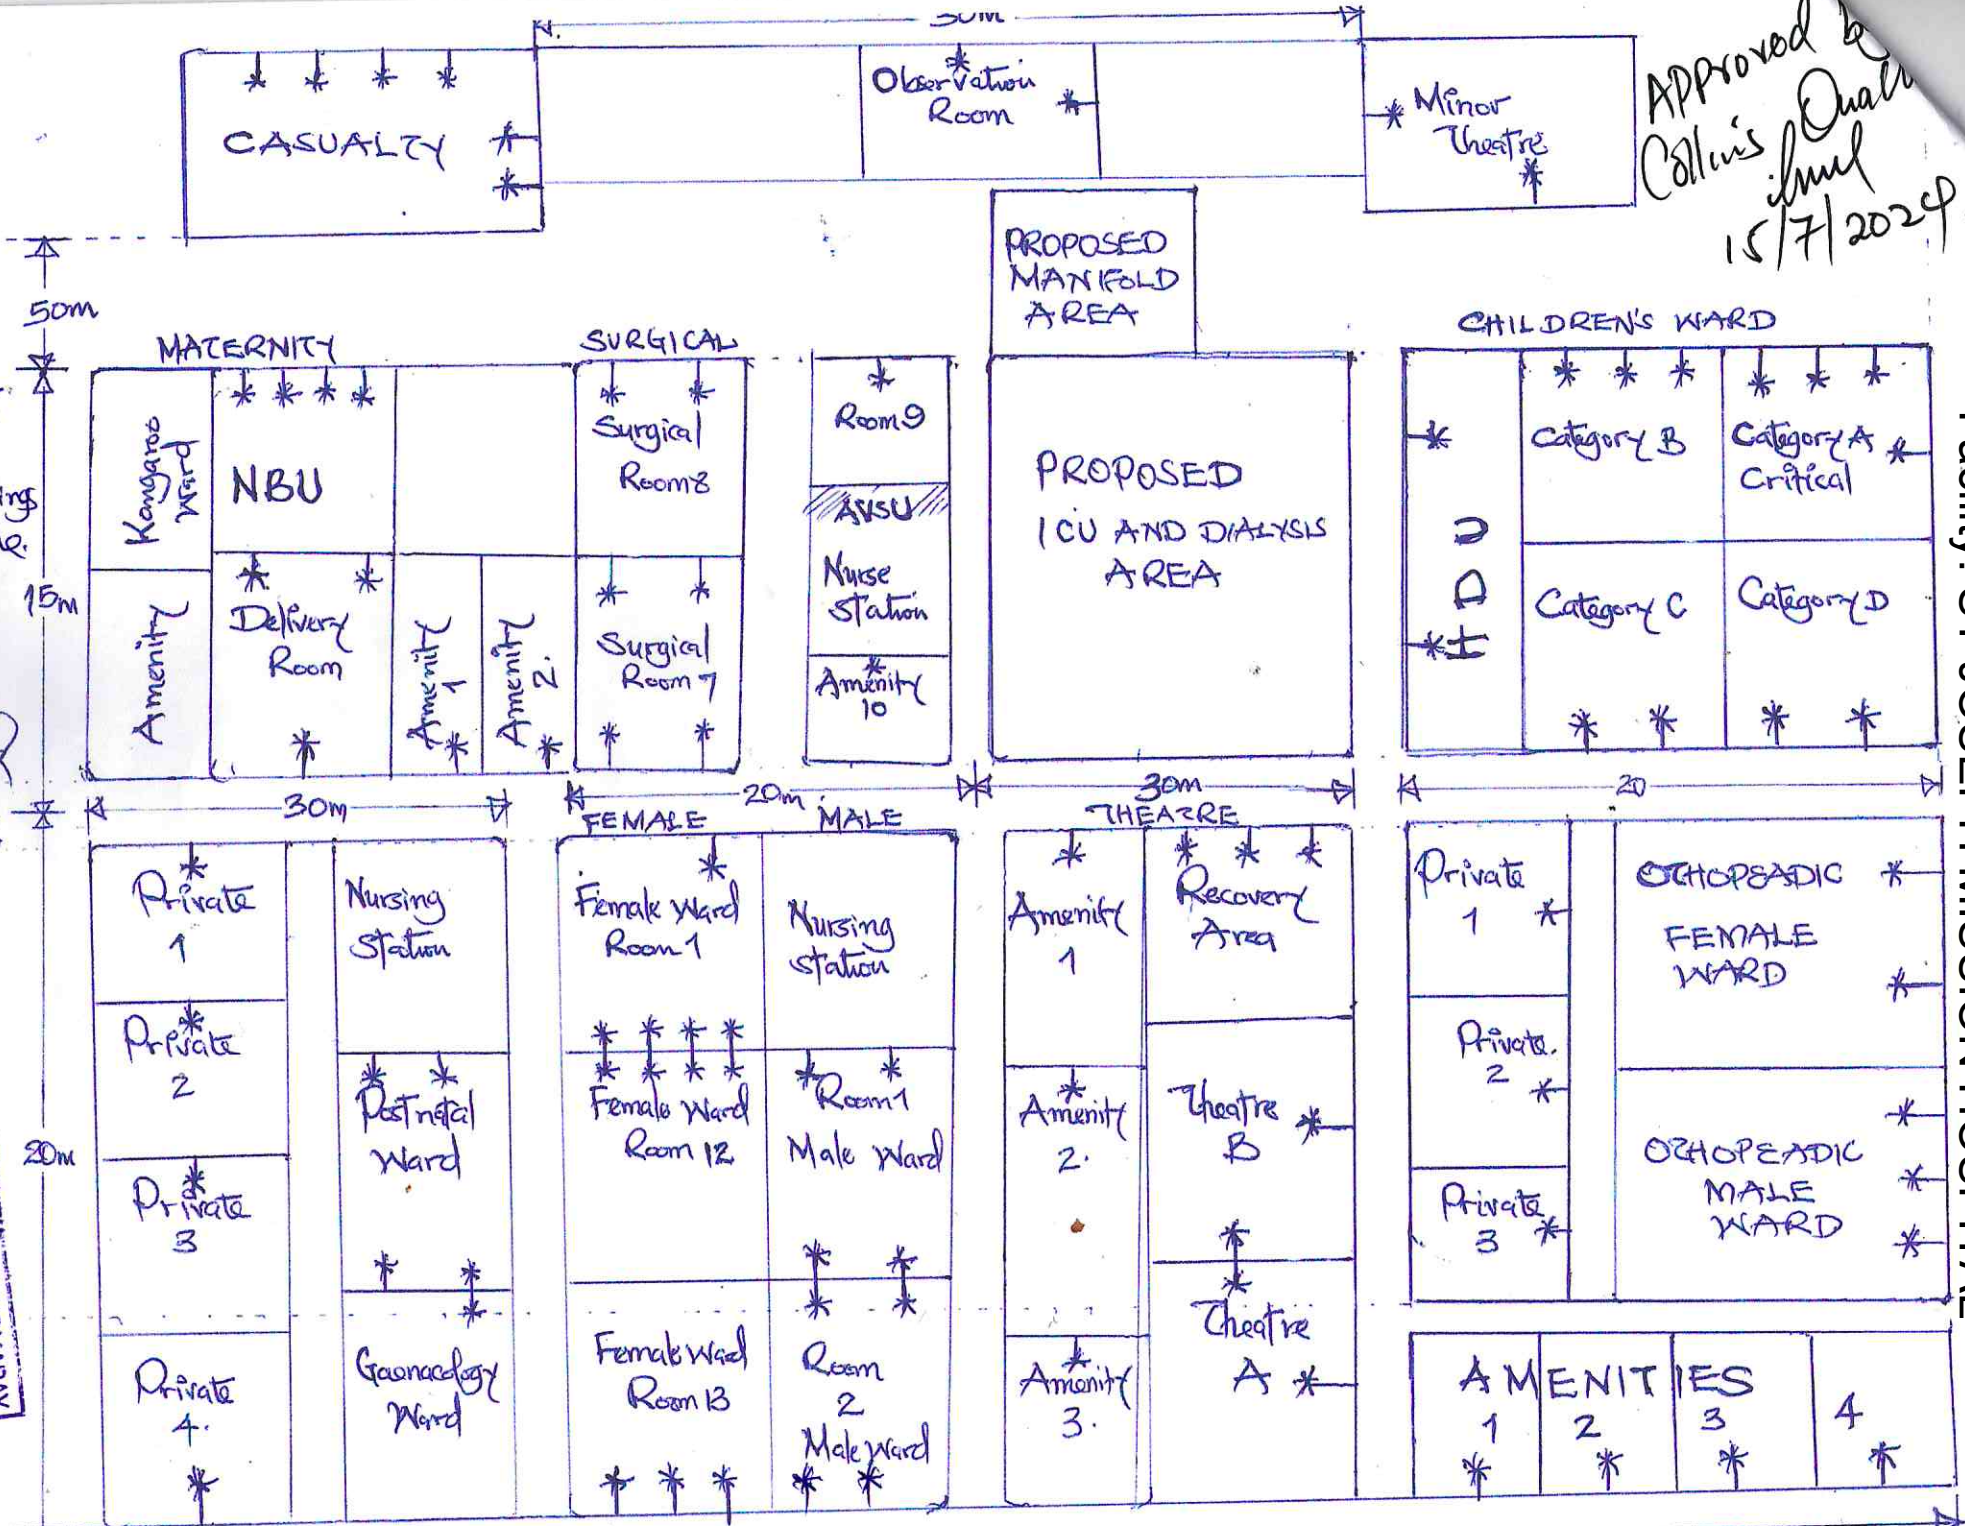 30M
Approved by
Collins
15/7/2024
CASUALTY
Observation
Room
Minor
Theatre
PROPOSED
MANIFOLD
AREA
50m
MATERNITY
SURGICAL
CHILDREN'S WARD
Kangaroo
Ward
NBU
Surgical
Room 8
Room 9
AVSU
Nurse
Station
PROPOSED
ICU AND DIALYSIS
AREA
HDU
Category B
Category A
Critical
15m
Amenity
Delivery
Room
Amenity
1
Amenity
2.
Surgical
Room 7
Amenity
10
Category C
Category D
30m
20m
30m
20
FEMALE
MALE
THEATRE
Private
1
Nursing
Station
Female Ward
Room 1
Nursing
Station
Amenity
1
Recovery
Area
Private
1
OTHOPEADIC
FEMALE
WARD
Private
2
Postnatal
Ward
Female Ward
Room 12
Room 1
Male Ward
Amenity
2.
Theatre
B
Private.
2
20m
Private
3
Private
3
OTHOPEADIC
MALE
WARD
Private
4.
Gaenacology
Ward
Female Ward
Room 13
Room
2
Male Ward
Amenity
3.
Theatre
A
AMENITIES
1 2 3 4